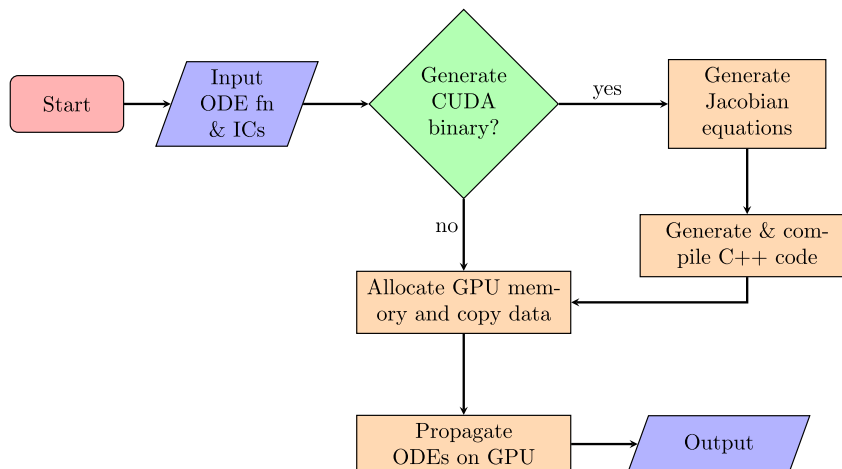 Start
Input
ODE fn
& ICs
Generate
CUDA
binary?
yes
Generate
Jacobian
equations
no
Generate & com-
pile C++ code
Allocate GPU mem-
ory and copy data
Propagate
ODEs on GPU
Output